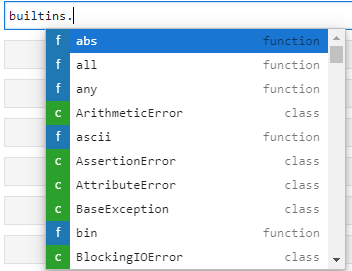 builtins.
f abs function
f all function
f any function
c ArithmeticError class
f ascii function
c AssertionError class
c AttributeError class
c BaseException class
f bin function
c BlockingIOError class